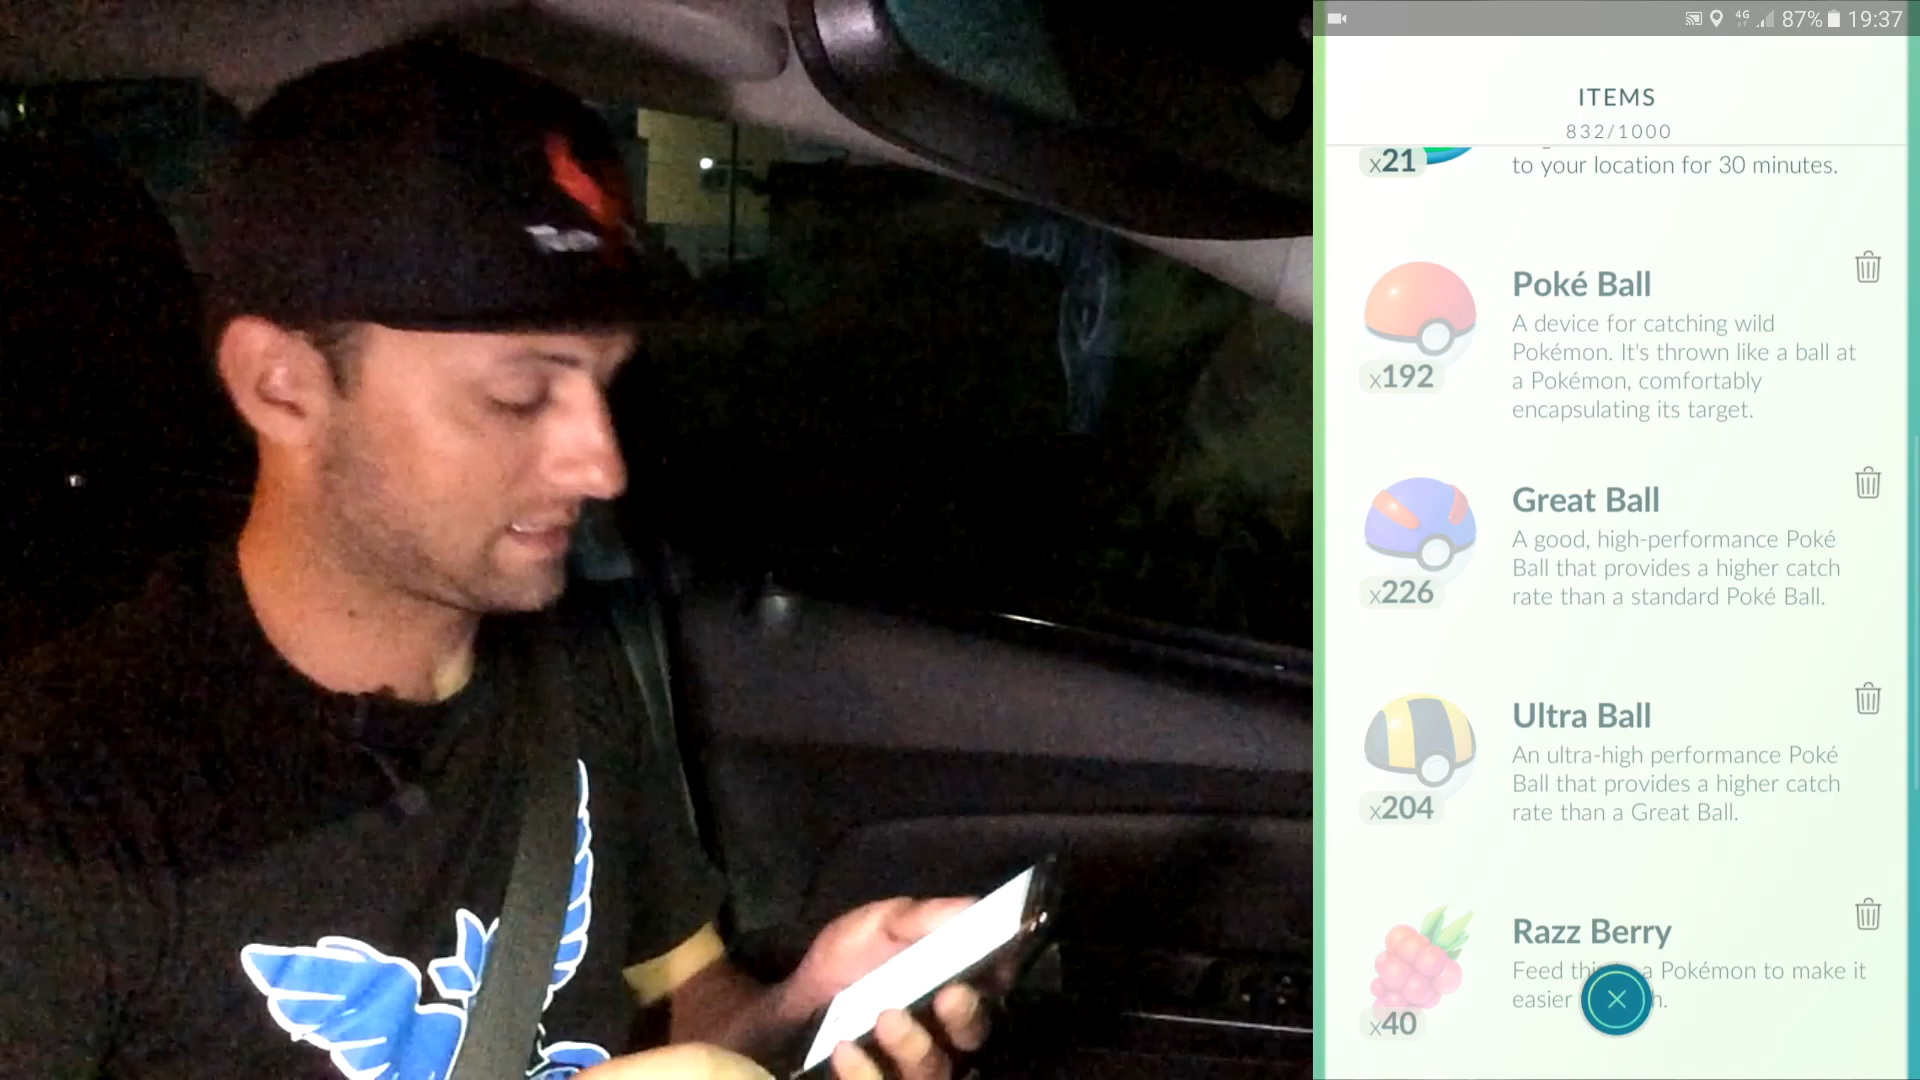 4G 87% 19:37
ITEMS
832/1000
x21
to your location for 30 minutes.
Poké Ball
A device for catching wild
Pokémon. It's thrown like a ball at
a Pokémon, comfortably
encapsulating its target.
x192
Great Ball
A good, high-performance Poké
Ball that provides a higher catch
rate than a standard Poké Ball.
x226
Ultra Ball
An ultra-high performance Poké
Ball that provides a higher catch
rate than a Great Ball.
x204
Razz Berry
Feed a Pokémon to make it
easier
x40